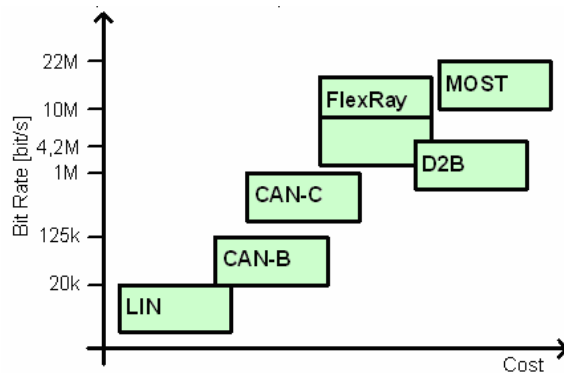 22M
MOST
FlexRay
10M
4,2M
D2B
1M
CAN-C
125k
CAN-B
20k
LIN
Bit Rate [bit/s]
Cost